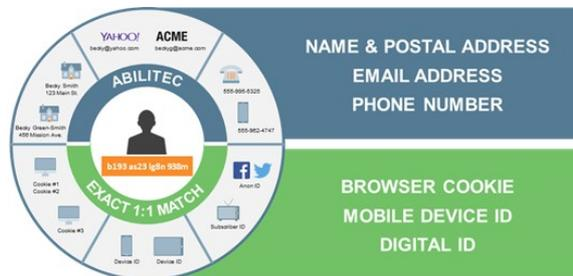 YAHOO!
becky@yahoo.com
ACME
beckyg@acme.com
Becky Smith
123 Main St.
Becky Green-Smith
456 Mission Ave.
ABILITEC
555-995-5325
555-962-4747
b193 as23 ig8n 938m
EXACT 1:1 MATCH
Cookie #1
Cookie #2
Cookie #3
Device ID
Device ID
Subscriber ID
Anon ID
NAME & POSTAL ADDRESS
EMAIL ADDRESS
PHONE NUMBER
BROWSER COOKIE
MOBILE DEVICE ID
DIGITAL ID